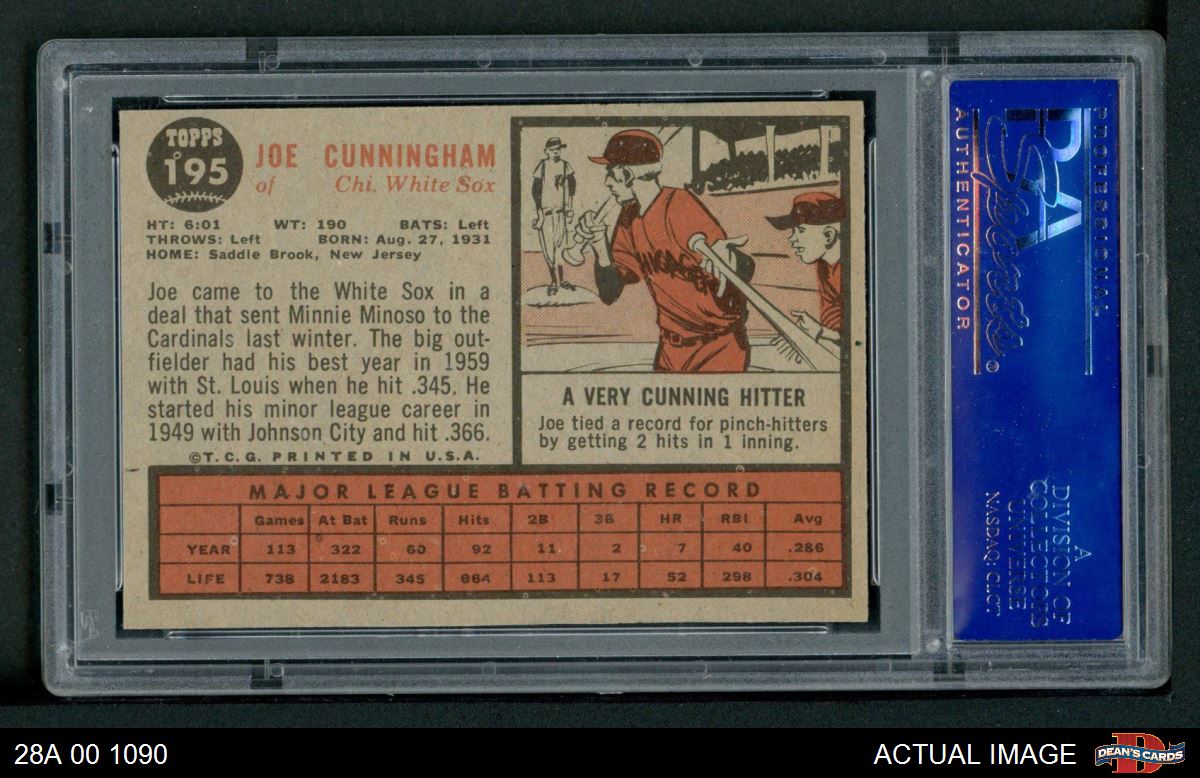 TOPPS
195
JOE CUNNINGHAM
of Chi. White Sox
HT: 6:01 WT: 190 BATS: Left
THROWS: Left BORN: Aug. 27, 1931
HOME: Saddle Brook, New Jersey
Joe came to the White Sox in a
deal that sent Minnie Minoso to the
Cardinals last winter. The big out-
fielder had his best year in 1959
with St. Louis when he hit .345. He
started his minor league career in
1949 with Johnson City and hit .366.
©T.C.G. PRINTED IN U.S.A.
CHICAGO
A VERY CUNNING HITTER
Joe tied a record for pinch-hitters
by getting 2 hits in 1 inning.
MAJOR LEAGUE BATTING RECORD
Games At Bat Runs Hits 2B 3B HR RBI Avg
YEAR 113 322 60 92 11 2 7 40 .286
LIFE 738 2183 345 664 113 17 52 298 .304
PROFESSIONAL
PSA
Sports®
AUTHENTICATOR
A
DIVISION OF
COLLECTORS
UNIVERSE
NASDAQ: CLCT
28A 00 1090
ACTUAL IMAGE
DEAN'S CARDS